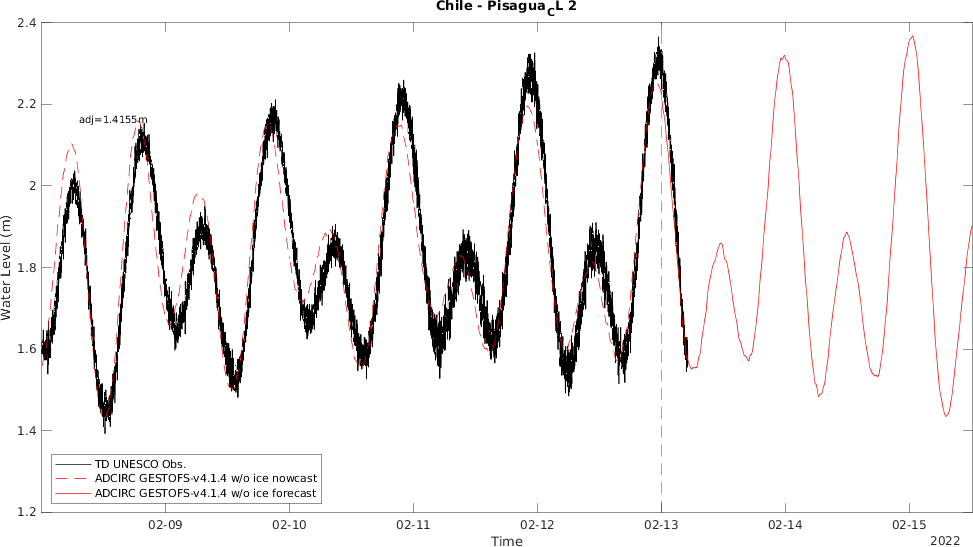 Chile - PisaguaCL 2
2.4
2.2
2
1.8
1.6
1.4
1.2
Water Level (m)
adj=1.4155m
TD UNESCO Obs.
ADCIRC GESTOFS-v4.1.4 w/o ice nowcast
ADCIRC GESTOFS-v4.1.4 w/o ice forecast
02-09 02-10 02-11 02-12 02-13 02-14 02-15
Time
2022